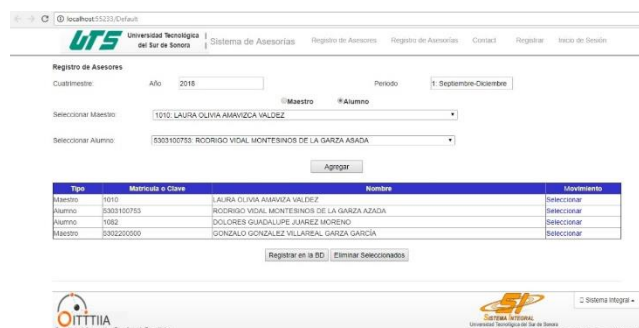 localhost:55233/Default
UTS
Universidad Tecnológica
del Sur de Sonora
Sistema de Asesorías
Registro de Asesores
Registro de Asesorías
Contact
Registrar
Inicio de Sesión
Registro de Asesores
Cuatrimestre:
Año
2018
Periodo
1: Septiembre-Diciembre
Maestro
Alumno
Seleccionar Maestro:
1010: LAURA OLIVIA AMAVIZCA VALDEZ
Seleccionar Alumno:
5303100753: RODRIGO VIDAL MONTESINOS DE LA GARZA ASADA
Agregar
Tipo Matricula o Clave Nombre Movimiento
Maestro 1010 LAURA OLIVIA AMAVIZA VALDEZ Seleccionar
Alumno 5303100753 RODRIGO VIDAL MONTESINOS DE LA GARZA AZADA Seleccionar
Alumno 1082 DOLORES GUADALUPE JUAREZ MORENO Seleccionar
Maestro 5302200500 GONZALO GONZALEZ VILLAREAL GARZA GARCÍA Seleccionar
Registrar en la BD
Eliminar Seleccionados
OITTTIIA
SI
SISTEMA INTEGRAL
Universidad Tecnológica del Sur de Sonora
Sistema Integral